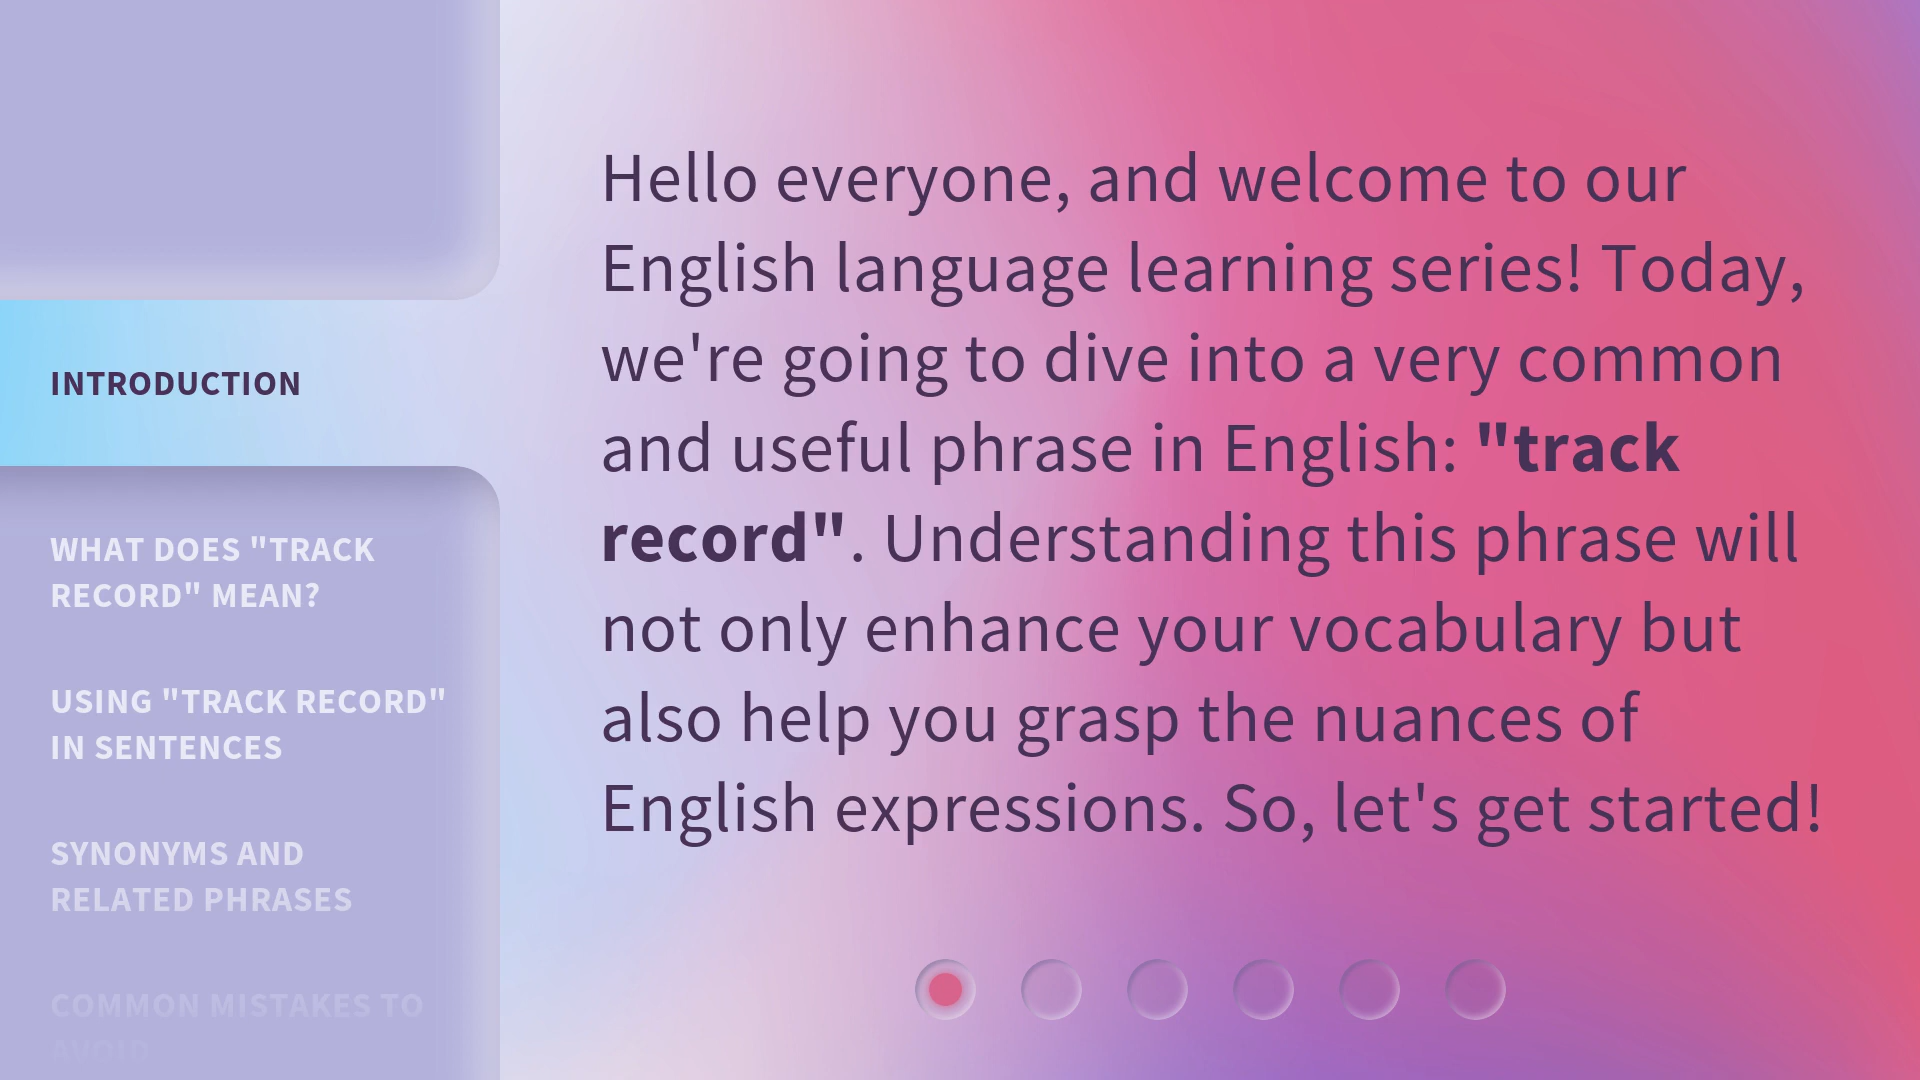 INTRODUCTION
WHAT DOES "TRACK
RECORD" MEAN?
USING "TRACK RECORD"
IN SENTENCES
SYNONYMS AND
RELATED PHRASES
COMMON MISTAKES TO
AVOID
Hello everyone, and welcome to our
English language learning series! Today,
we're going to dive into a very common
and useful phrase in English: "track
record". Understanding this phrase will
not only enhance your vocabulary but
also help you grasp the nuances of
English expressions. So, let's get started!